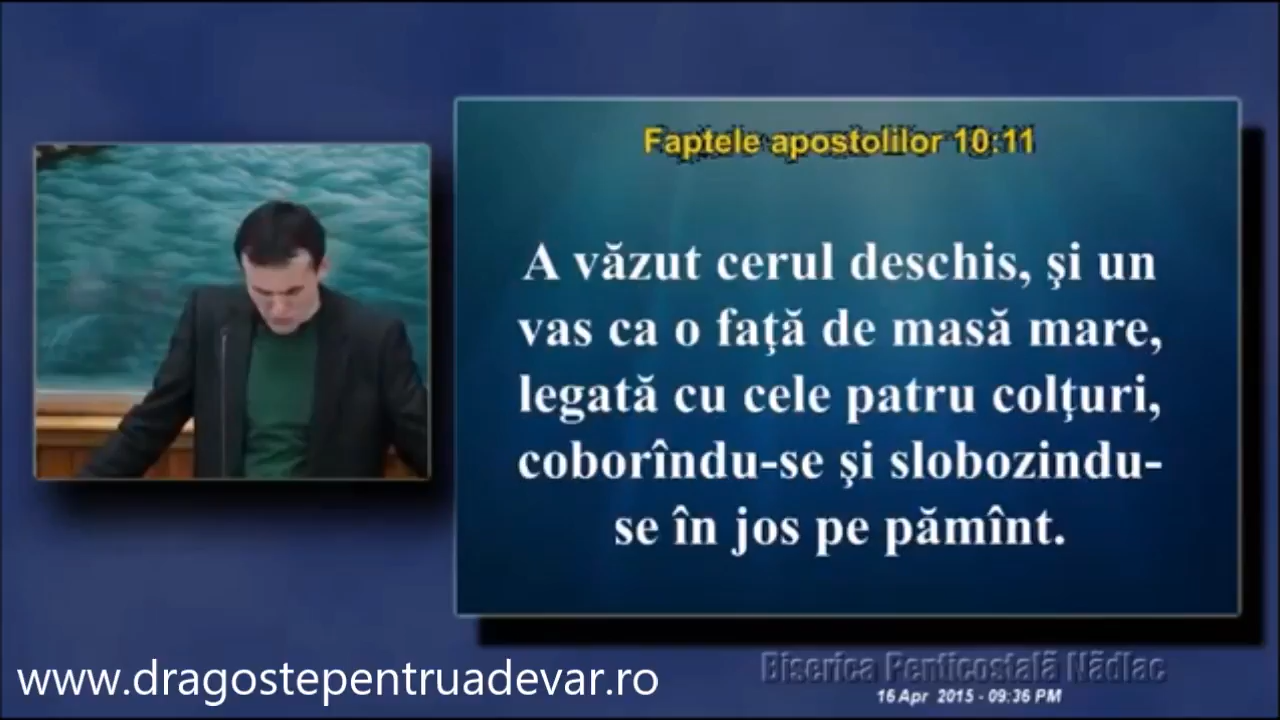 Faptele apostolilor 10:11
A văzut cerul deschis, şi un
vas ca o faţă de masă mare,
legată cu cele patru colţuri,
coborîndu-se şi slobozindu-
se în jos pe pămînt.
www.dragostepentruadevar.ro
Biserica Penticostală Nădlac
16 Apr 2015 - 09:36 PM